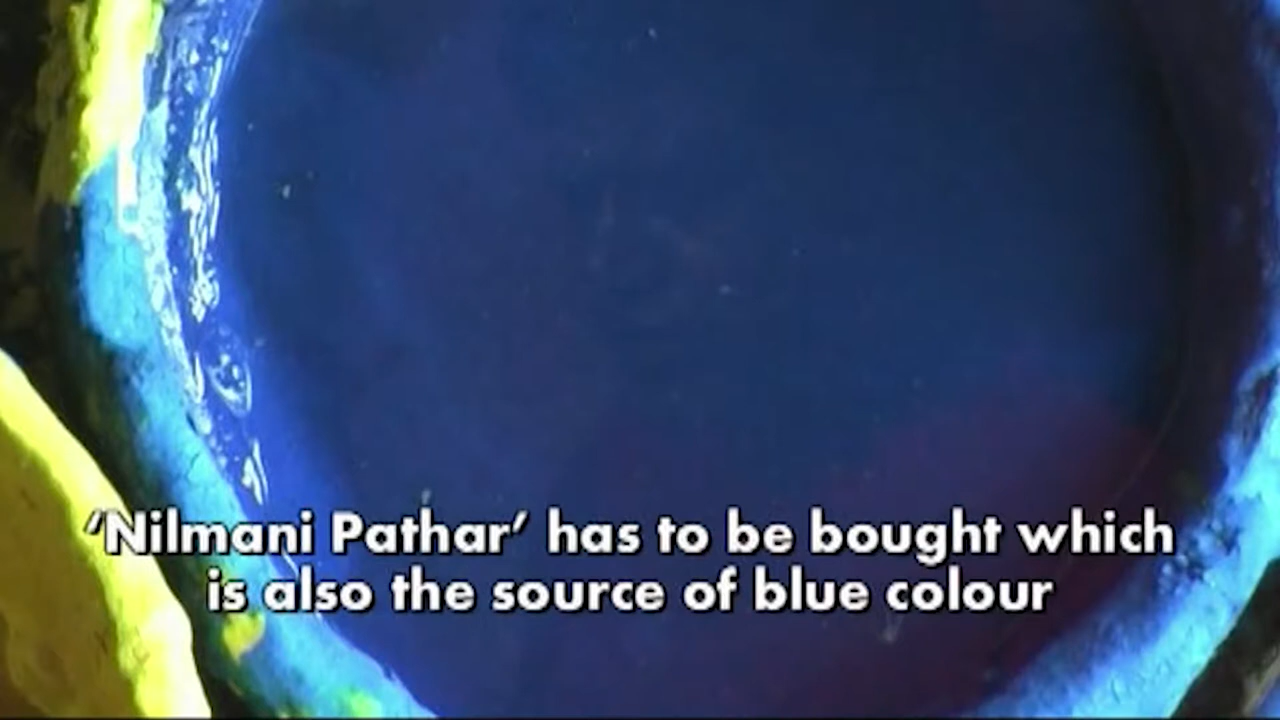 ‘Nilmani Pathar’ has to be bought which
is also the source of blue colour